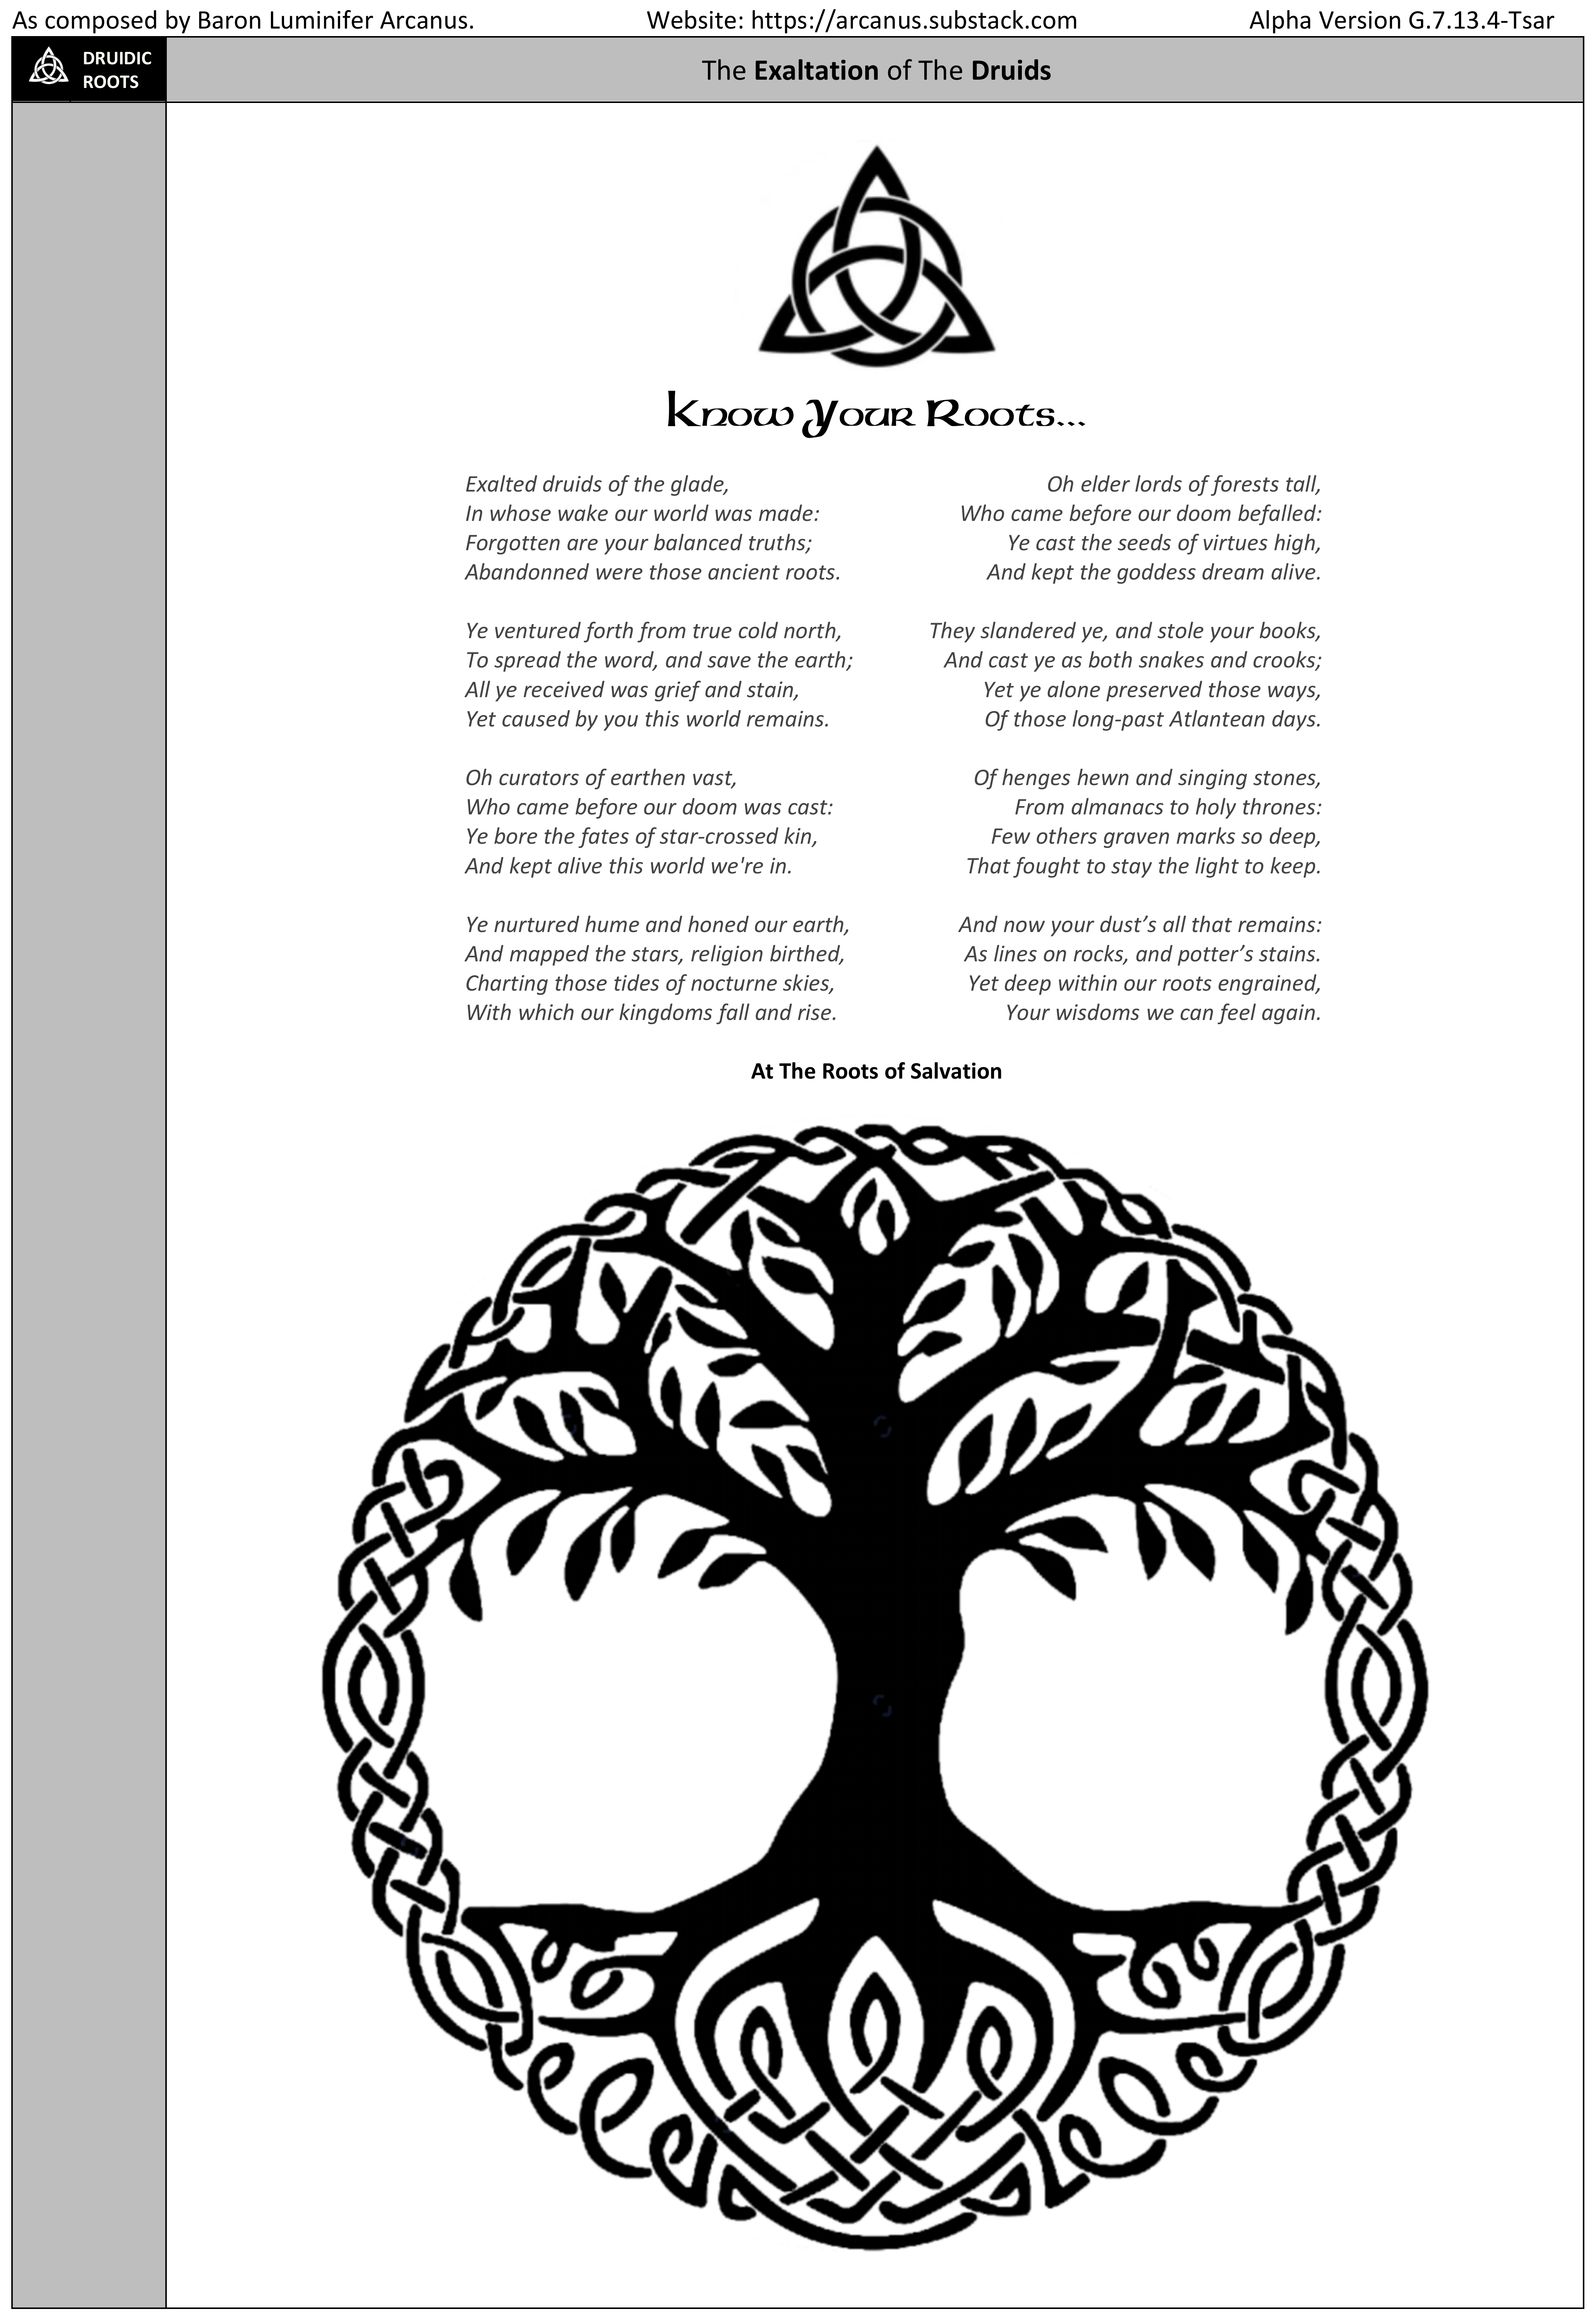 As composed by Baron Luminifer Arcanus.
Website: https://arcanus.substack.com
Alpha Version G.7.13.4-Tsar
DRUIDIC
ROOTS
The Exaltation of The Druids
Know Your Roots...
Exalted druids of the glade,
In whose wake our world was made:
Forgotten are your balanced truths;
Abandonned were those ancient roots.
Ye ventured forth from true cold north,
To spread the word, and save the earth;
All ye received was grief and stain,
Yet caused by you this world remains.
Oh curators of earthen vast,
Who came before our doom was cast:
Ye bore the fates of star-crossed kin,
And kept alive this world we're in.
Ye nurtured hume and honed our earth,
And mapped the stars, religion birthed,
Charting those tides of nocturne skies,
With which our kingdoms fall and rise.
Oh elder lords of forests tall,
Who came before our doom befalled:
Ye cast the seeds of virtues high,
And kept the goddess dream alive.
They slandered ye, and stole your books,
And cast ye as both snakes and crooks;
Yet ye alone preserved those ways,
Of those long-past Atlantean days.
Of henges hewn and singing stones,
From almanacs to holy thrones:
Few others graven marks so deep,
That fought to stay the light to keep.
And now your dust’s all that remains:
As lines on rocks, and potter’s stains.
Yet deep within our roots engrained,
Your wisdoms we can feel again.
At The Roots of Salvation